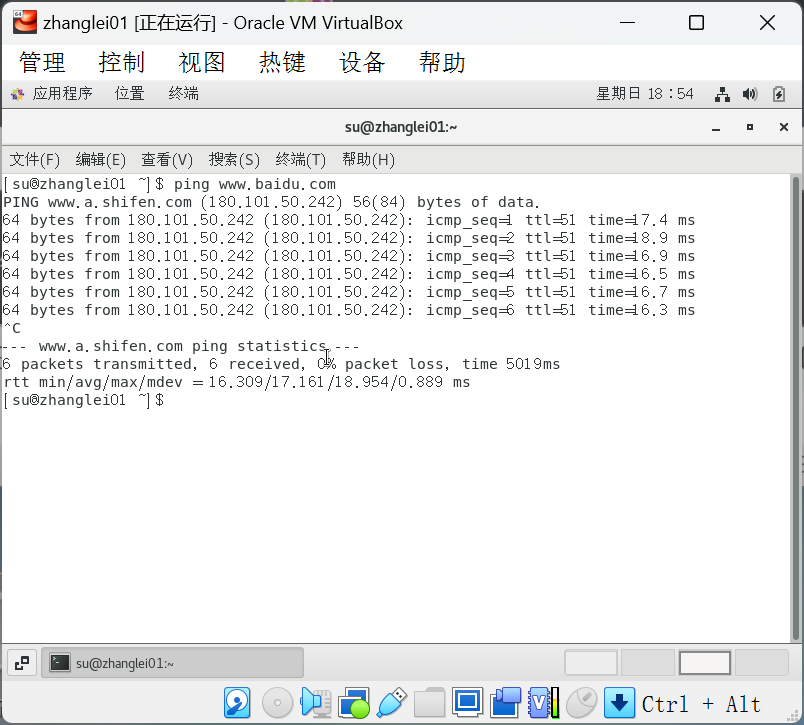 zhanglei01 [正在运行] - Oracle VM VirtualBox
管理 控制 视图 热键 设备 帮助
应用程序 位置 终端 星期日 18:54
su@zhanglei01:~
文件(F) 编辑(E) 查看(V) 搜索(S) 终端(T) 帮助(H)
[su@zhanglei01 ~]$ ping www.baidu.com
PING www.a.shifen.com (180.101.50.242) 56(84) bytes of data.
64 bytes from 180.101.50.242 (180.101.50.242): icmp_seq=1 ttl=51 time=17.4 ms
64 bytes from 180.101.50.242 (180.101.50.242): icmp_seq=2 ttl=51 time=18.9 ms
64 bytes from 180.101.50.242 (180.101.50.242): icmp_seq=3 ttl=51 time=16.9 ms
64 bytes from 180.101.50.242 (180.101.50.242): icmp_seq=4 ttl=51 time=16.5 ms
64 bytes from 180.101.50.242 (180.101.50.242): icmp_seq=5 ttl=51 time=16.7 ms
64 bytes from 180.101.50.242 (180.101.50.242): icmp_seq=6 ttl=51 time=16.3 ms
^C
--- www.a.shifen.com ping statistics ---
6 packets transmitted, 6 received, 0% packet loss, time 5019ms
rtt min/avg/max/mdev = 16.309/17.161/18.954/0.889 ms
[su@zhanglei01 ~]$
su@zhanglei01:~
Ctrl + Alt